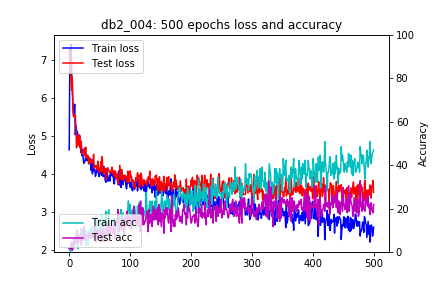 db2_004: 500 epochs loss and accuracy
Train loss
Test loss
Train acc
Test acc
Loss
7
6
5
4
3
2
Accuracy
100
80
60
40
20
0
0
100
200
300
400
500